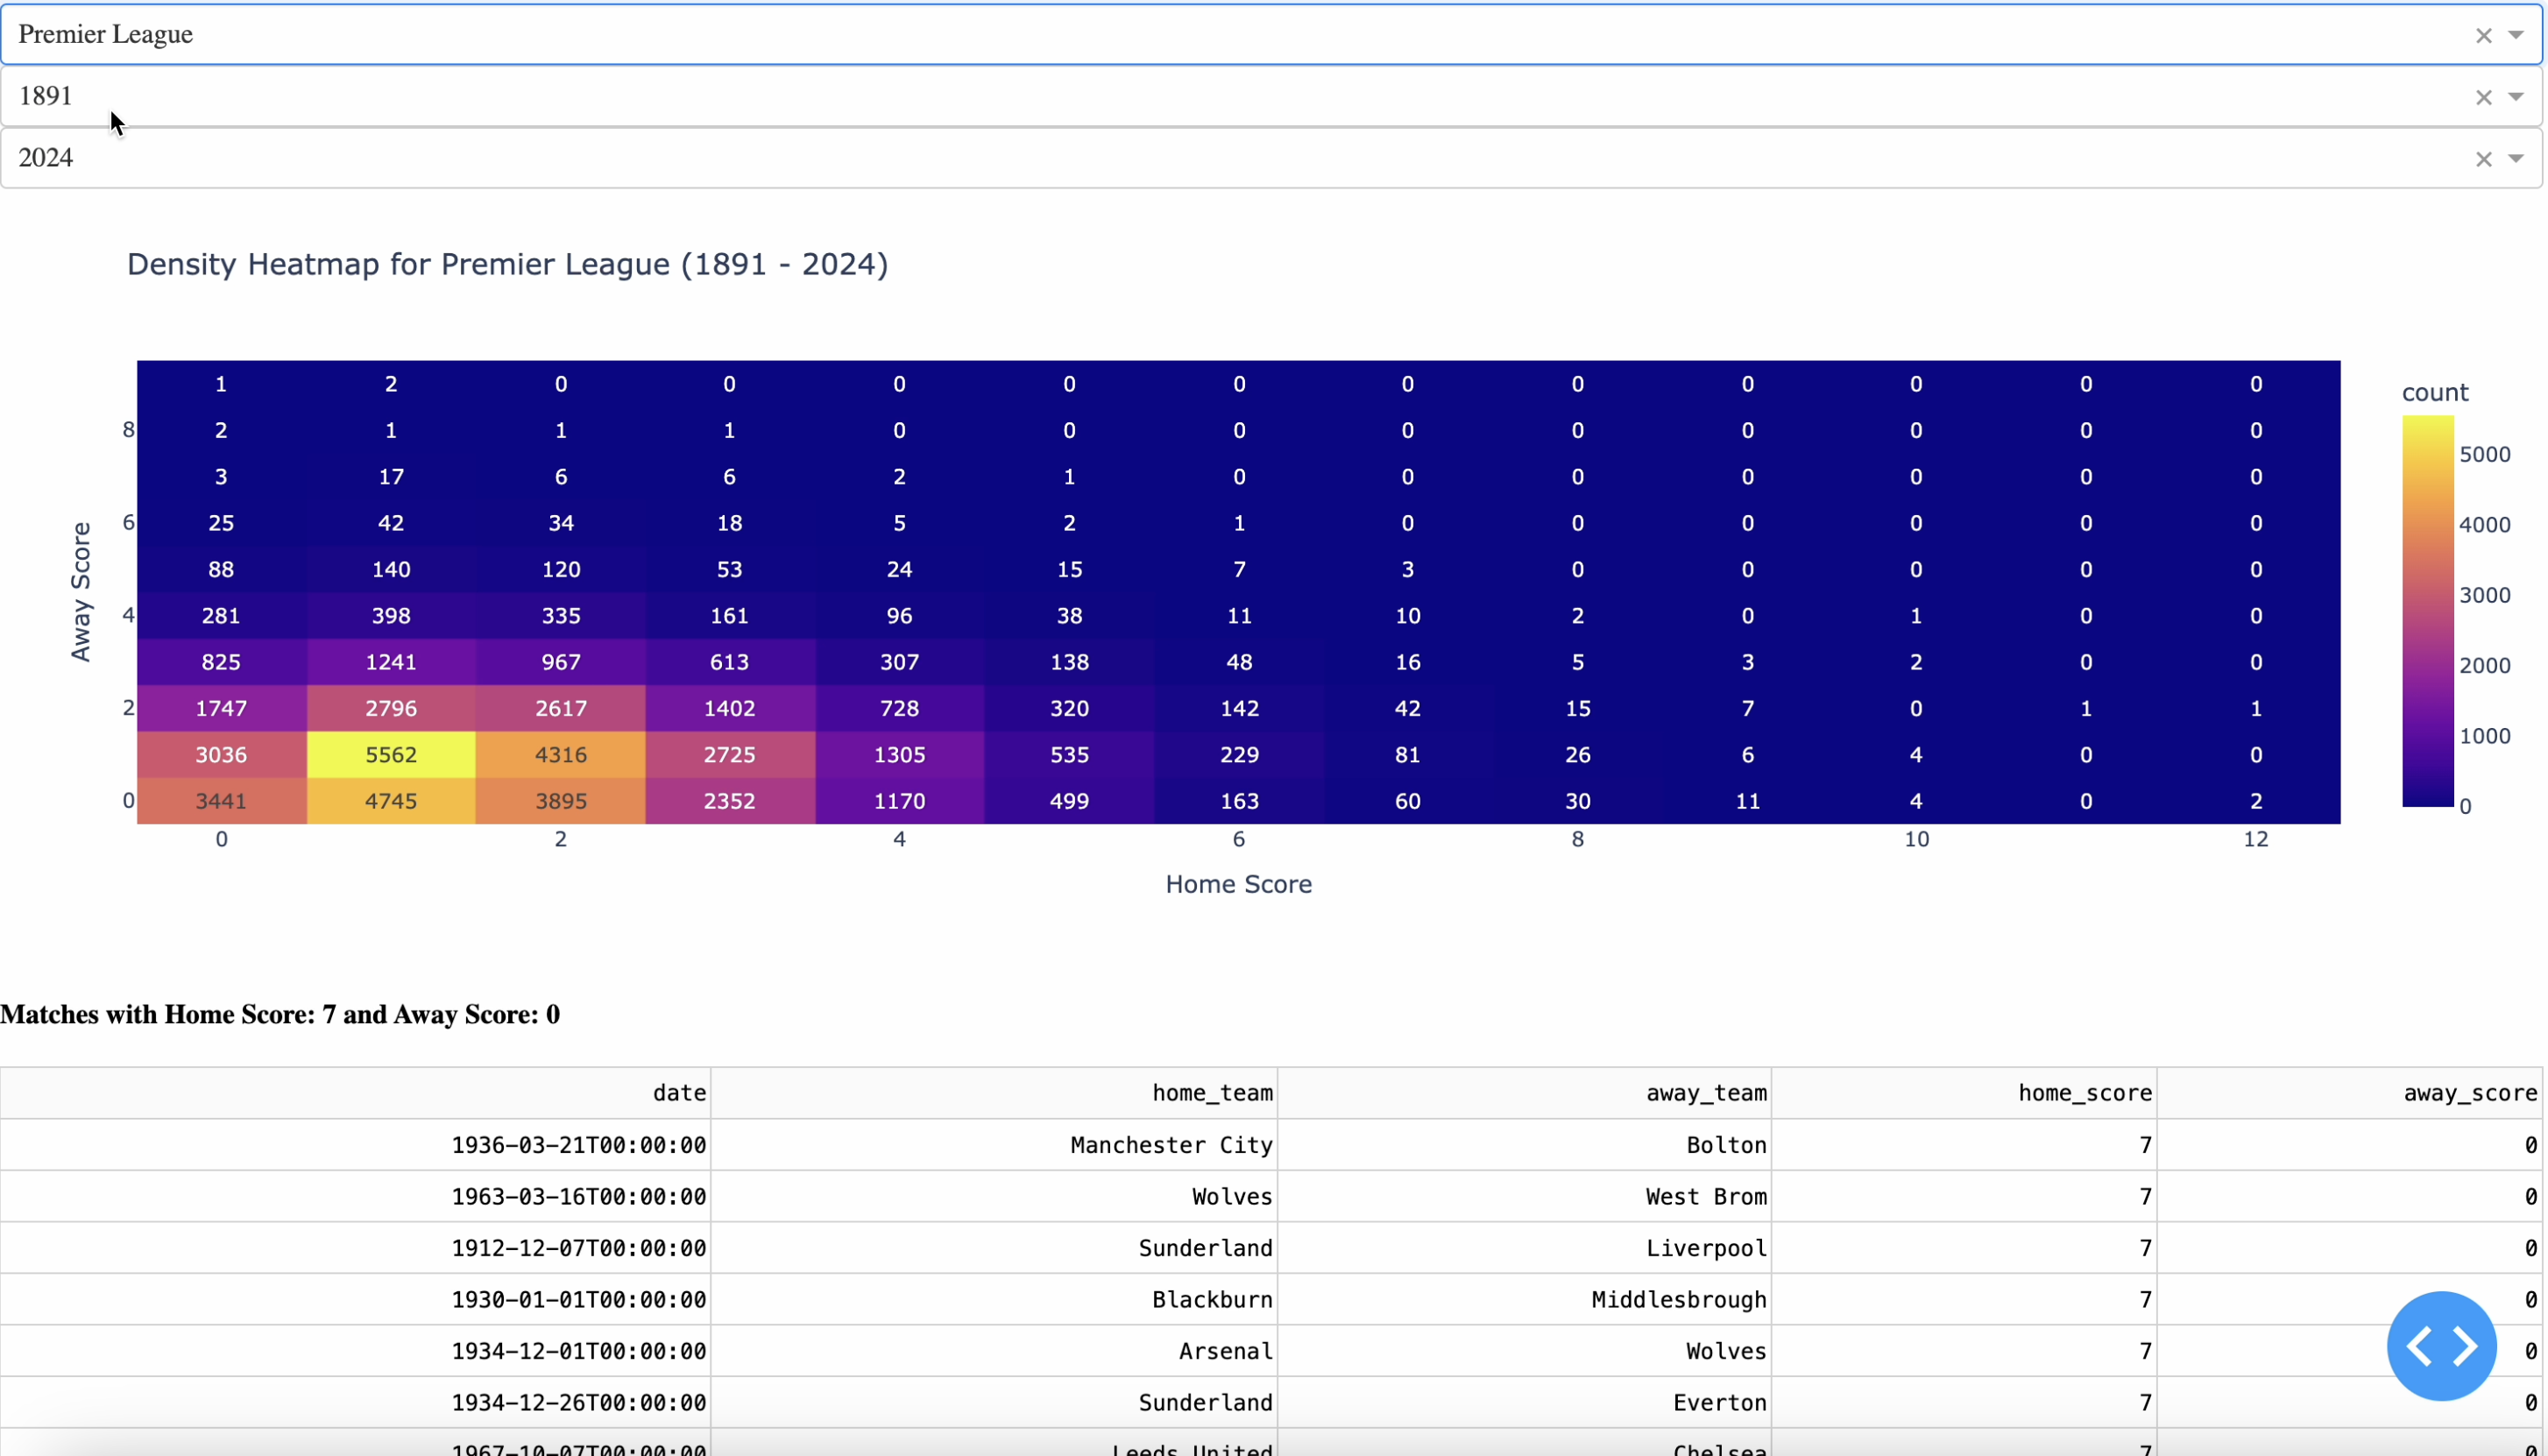 Premier League
1891
2024
Density Heatmap for Premier League (1891 - 2024)
1 2 0 0 0 0 0 0 0 0 0 0 0
8 2 1 1 1 0 0 0 0 0 0 0 0 0
3 17 6 6 2 1 0 0 0 0 0 0 0
6 25 42 34 18 5 2 1 0 0 0 0 0 0
88 140 120 53 24 15 7 3 0 0 0 0 0
4 281 398 335 161 96 38 11 10 2 0 1 0 0
825 1241 967 613 307 138 48 16 5 3 2 0 0
2 1747 2796 2617 1402 728 320 142 42 15 7 0 1 1
3036 5562 4316 2725 1305 535 229 81 26 6 4 0 0
0 3441 4745 3895 2352 1170 499 163 60 30 11 4 0 2
0 2 4 6 8 10 12
Away Score
Home Score
count
5000
4000
3000
2000
1000
0
Matches with Home Score: 7 and Away Score: 0
date home_team away_team home_score away_score
1936-03-21T00:00:00 Manchester City Bolton 7 0
1963-03-16T00:00:00 Wolves West Brom 7 0
1912-12-07T00:00:00 Sunderland Liverpool 7 0
1930-01-01T00:00:00 Blackburn Middlesbrough 7 0
1934-12-01T00:00:00 Arsenal Wolves 7 0
1934-12-26T00:00:00 Sunderland Everton 7 0
1967-10-07T00:00:00 Leeds United Chelsea 7 0